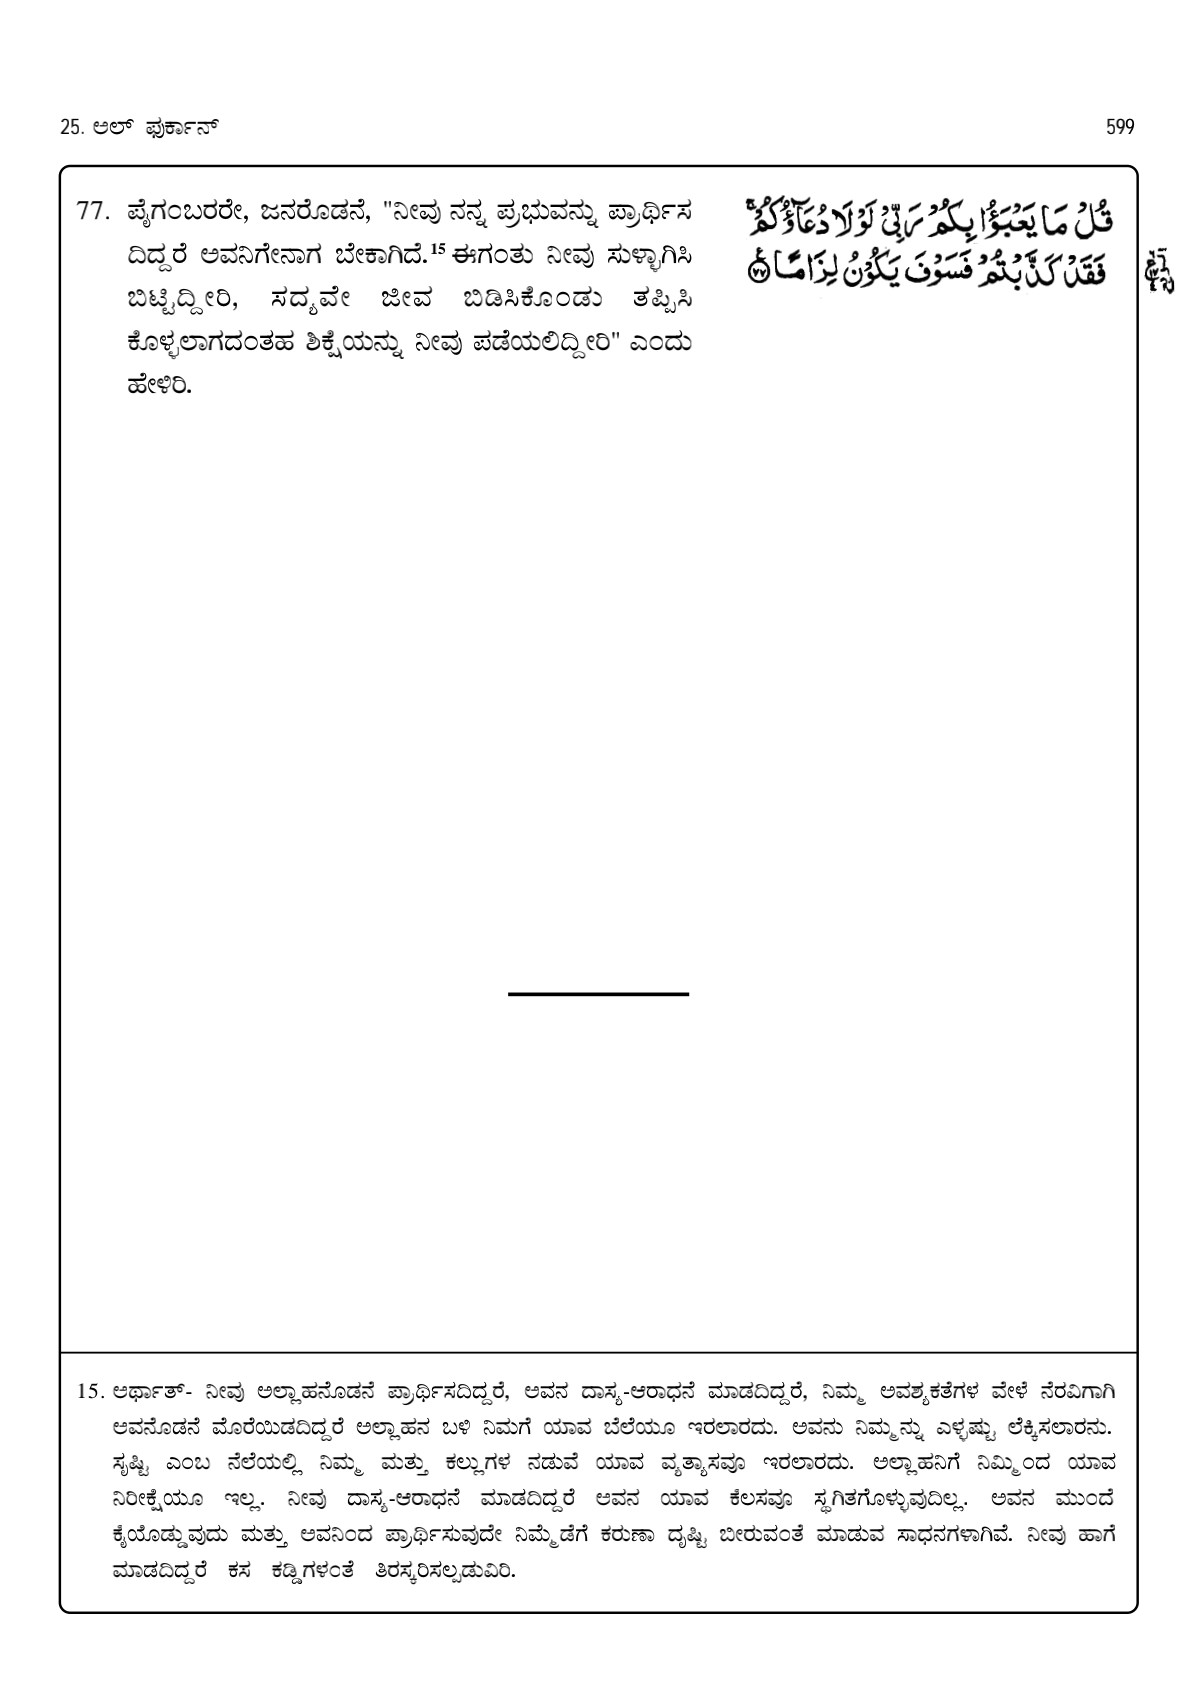 25. ಅಲ್ ಫುರ್ಕಾನ್
599
77. ಪೈಗಂಬರರೇ, ಜನರೊಡನೆ, "ನೀವು ನನ್ನ ಪ್ರಭುವನ್ನು ಪ್ರಾರ್ಥಿಸ
ದಿದ್ದರೆ ಅವನಿಗೇನಾಗ ಬೇಕಾಗಿದೆ.15 ಈಗಂತು ನೀವು ಸುಳ್ಳಾಗಿಸಿ
ಬಿಟ್ಟಿದ್ದೀರಿ, ಸದ್ಯವೇ ಜೀವ ಬಿಡಿಸಿಕೊಂಡು ತಪ್ಪಿಸಿ
ಕೊಳ್ಳಲಾಗದಂತಹ ಶಿಕ್ಷೆಯನ್ನು ನೀವು ಪಡೆಯಲಿದ್ದೀರಿ" ಎಂದು
ಹೇಳಿರಿ.
قُلْ مَا يَعْبَؤُا بِكُمْ رَبِّيْ لَوْلَا دُعَآؤُكُمْ ۚ
فَقَدْ كَذَّبْتُمْ فَسَوْفَ يَكُوْنُ لِزَامًا ﴿٧٧﴾
15. ಅರ್ಥಾತ್- ನೀವು ಅಲ್ಲಾಹನೊಡನೆ ಪ್ರಾರ್ಥಿಸದಿದ್ದರೆ, ಅವನ ದಾಸ್ಯ-ಆರಾಧನೆ ಮಾಡದಿದ್ದರೆ, ನಿಮ್ಮ ಅವಶ್ಯಕತೆಗಳ ವೇಳೆ ನೆರವಿಗಾಗಿ
ಅವನೊಡನೆ ಮೊರೆಯಿಡದಿದ್ದರೆ ಅಲ್ಲಾಹನ ಬಳಿ ನಿಮಗೆ ಯಾವ ಬೆಲೆಯೂ ಇರಲಾರದು. ಅವನು ನಿಮ್ಮನ್ನು ಎಳ್ಳಷ್ಟು ಲೆಕ್ಕಿಸಲಾರನು.
ಸೃಷ್ಟಿ ಎಂಬ ನೆಲೆಯಲ್ಲಿ ನಿಮ್ಮ ಮತ್ತು ಕಲ್ಲುಗಳ ನಡುವೆ ಯಾವ ವ್ಯತ್ಯಾಸವೂ ಇರಲಾರದು. ಅಲ್ಲಾಹನಿಗೆ ನಿಮ್ಮಿಂದ ಯಾವ
ನಿರೀಕ್ಷೆಯೂ ಇಲ್ಲ. ನೀವು ದಾಸ್ಯ-ಆರಾಧನೆ ಮಾಡದಿದ್ದರೆ ಅವನ ಯಾವ ಕೆಲಸವೂ ಸ್ಥಗಿತಗೊಳ್ಳುವುದಿಲ್ಲ. ಅವನ ಮುಂದೆ
ಕೈಯೊಡ್ಡುವುದು ಮತ್ತು ಅವನಿಂದ ಪ್ರಾರ್ಥಿಸುವುದೇ ನಿಮ್ಮೆಡೆಗೆ ಕರುಣಾ ದೃಷ್ಟಿ ಬೀರುವಂತೆ ಮಾಡುವ ಸಾಧನಗಳಾಗಿವೆ. ನೀವು ಹಾಗೆ
ಮಾಡದಿದ್ದರೆ ಕಸ ಕಡ್ಡಿಗಳಂತೆ ತಿರಸ್ಕರಿಸಲ್ಪಡುವಿರಿ.